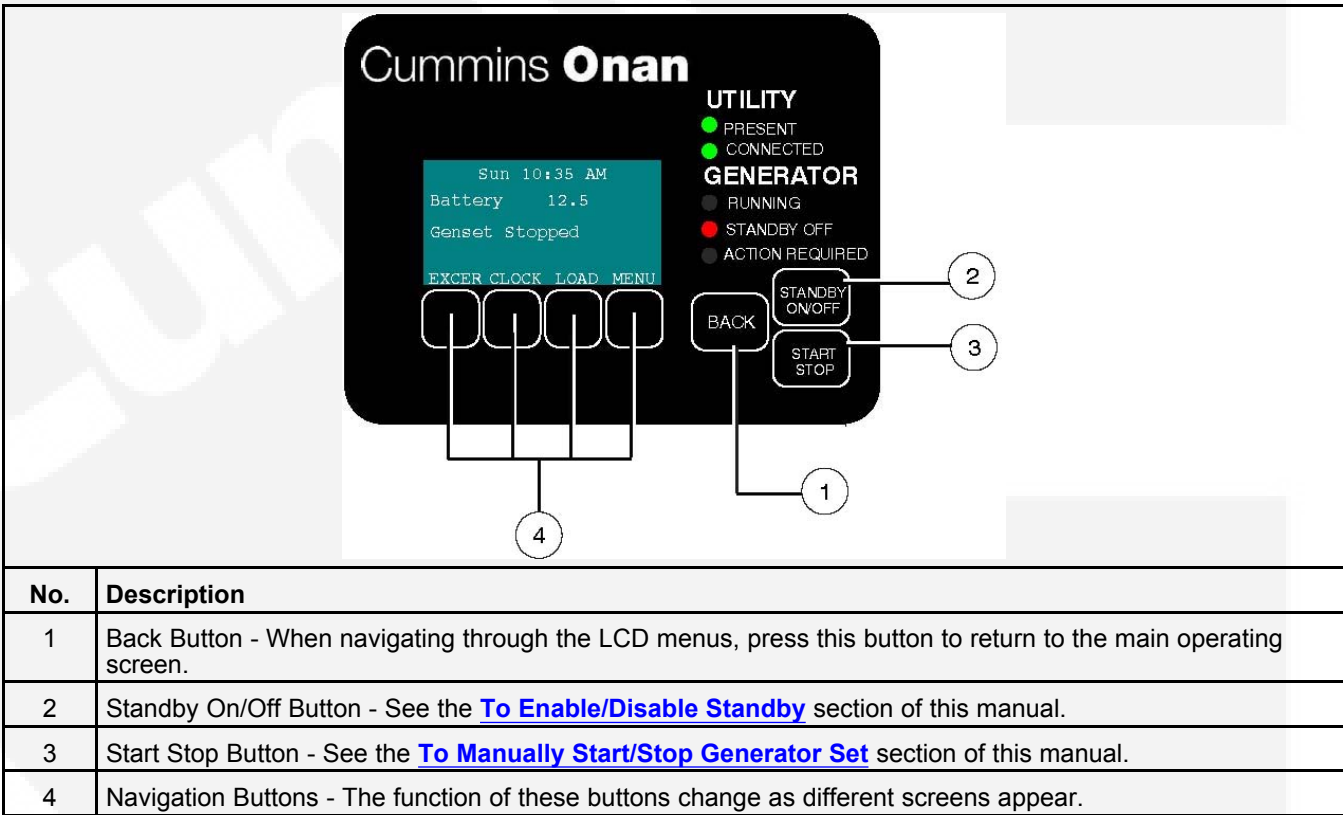 Cummins Onan
UTILITY
PRESENT
CONNECTED
GENERATOR
RUNNING
STANDBY OFF
ACTION REQUIRED
Sun 10:35 AM
Battery 12.5
Genset Stopped
EXCER CLOCK LOAD MENU
BACK
STANDBY
ON/OFF
START
STOP
2
3
1
4
No. Description
1 Back Button - When navigating through the LCD menus, press this button to return to the main operating
screen.
2 Standby On/Off Button - See the To Enable/Disable Standby section of this manual.
3 Start Stop Button - See the To Manually Start/Stop Generator Set section of this manual.
4 Navigation Buttons - The function of these buttons change as different screens appear.